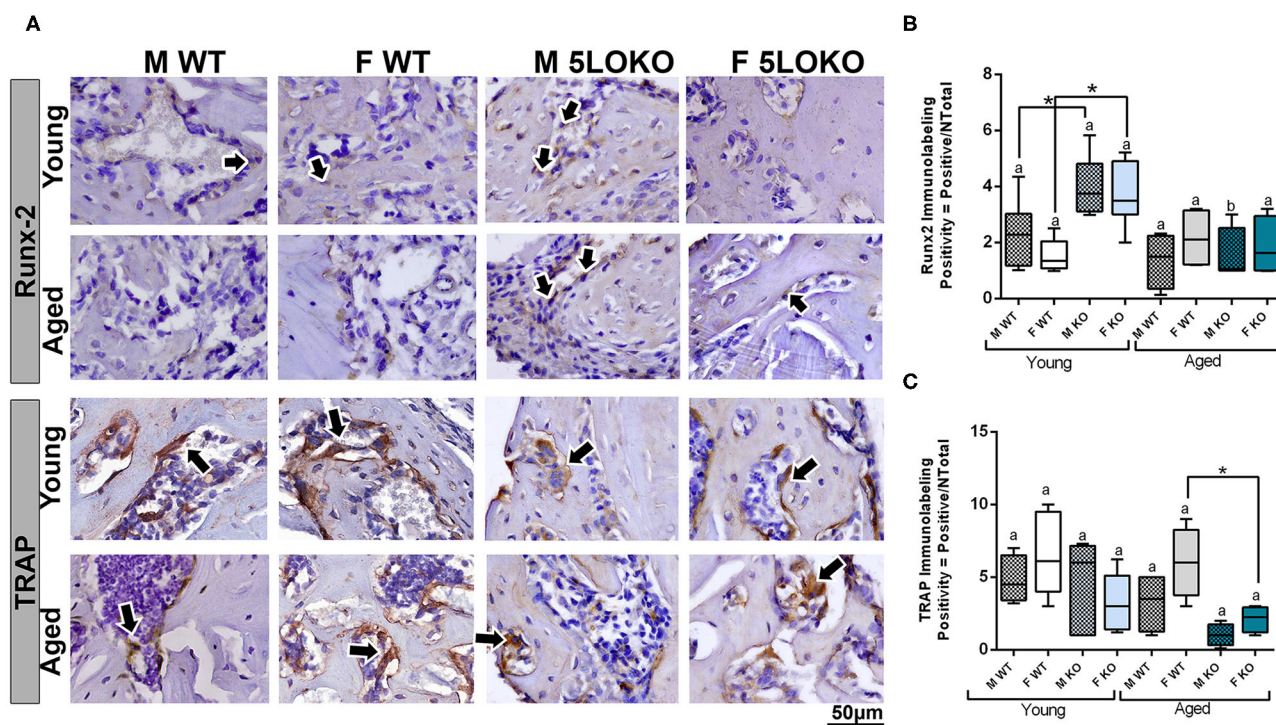 A
M WT F WT M 5LOKO F 5LOKO
Runx-2
Young
Aged
TRAP
Young
Aged
50µm
B
Runx2 Immunolabeling
Positivity = Positive/NTotal
8
6
4
2
0
* *
a a a a a a b a
M WT F WT M KO F KO M WT F WT M KO F KO
Young Aged
C
TRAP Immunolabeling
Positivity = Positive/NTotal
15
10
5
0
*
a a a a a a a a
M WT F WT M KO F KO M WT F WT M KO F KO
Young Aged